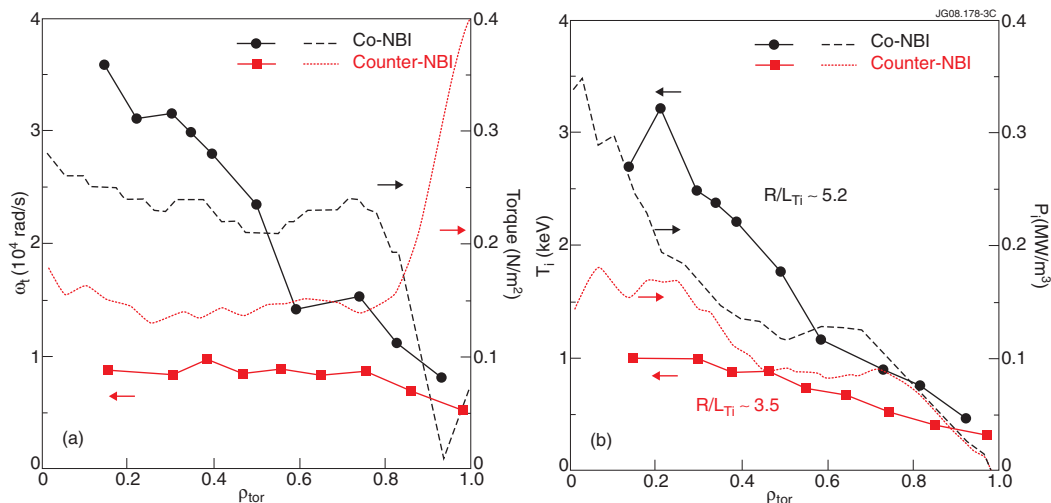 JG08.178-3C
4
3
2
1
0
ωt (10⁴ rad/s)
Co-NBI
Counter-NBI
(a)
0.4
0.3
0.2
0.1
0
Torque (N/m²)
0 0.2 0.4 0.6 0.8 1.0
ρtor
4
3
2
1
0
Ti (keV)
Co-NBI
Counter-NBI
R/LTi ~ 5.2
R/LTi ~ 3.5
(b)
0.4
0.3
0.2
0.1
0
Pi(MW/m³)
0.2 0.4 0.6 0.8 1.0
ρtor